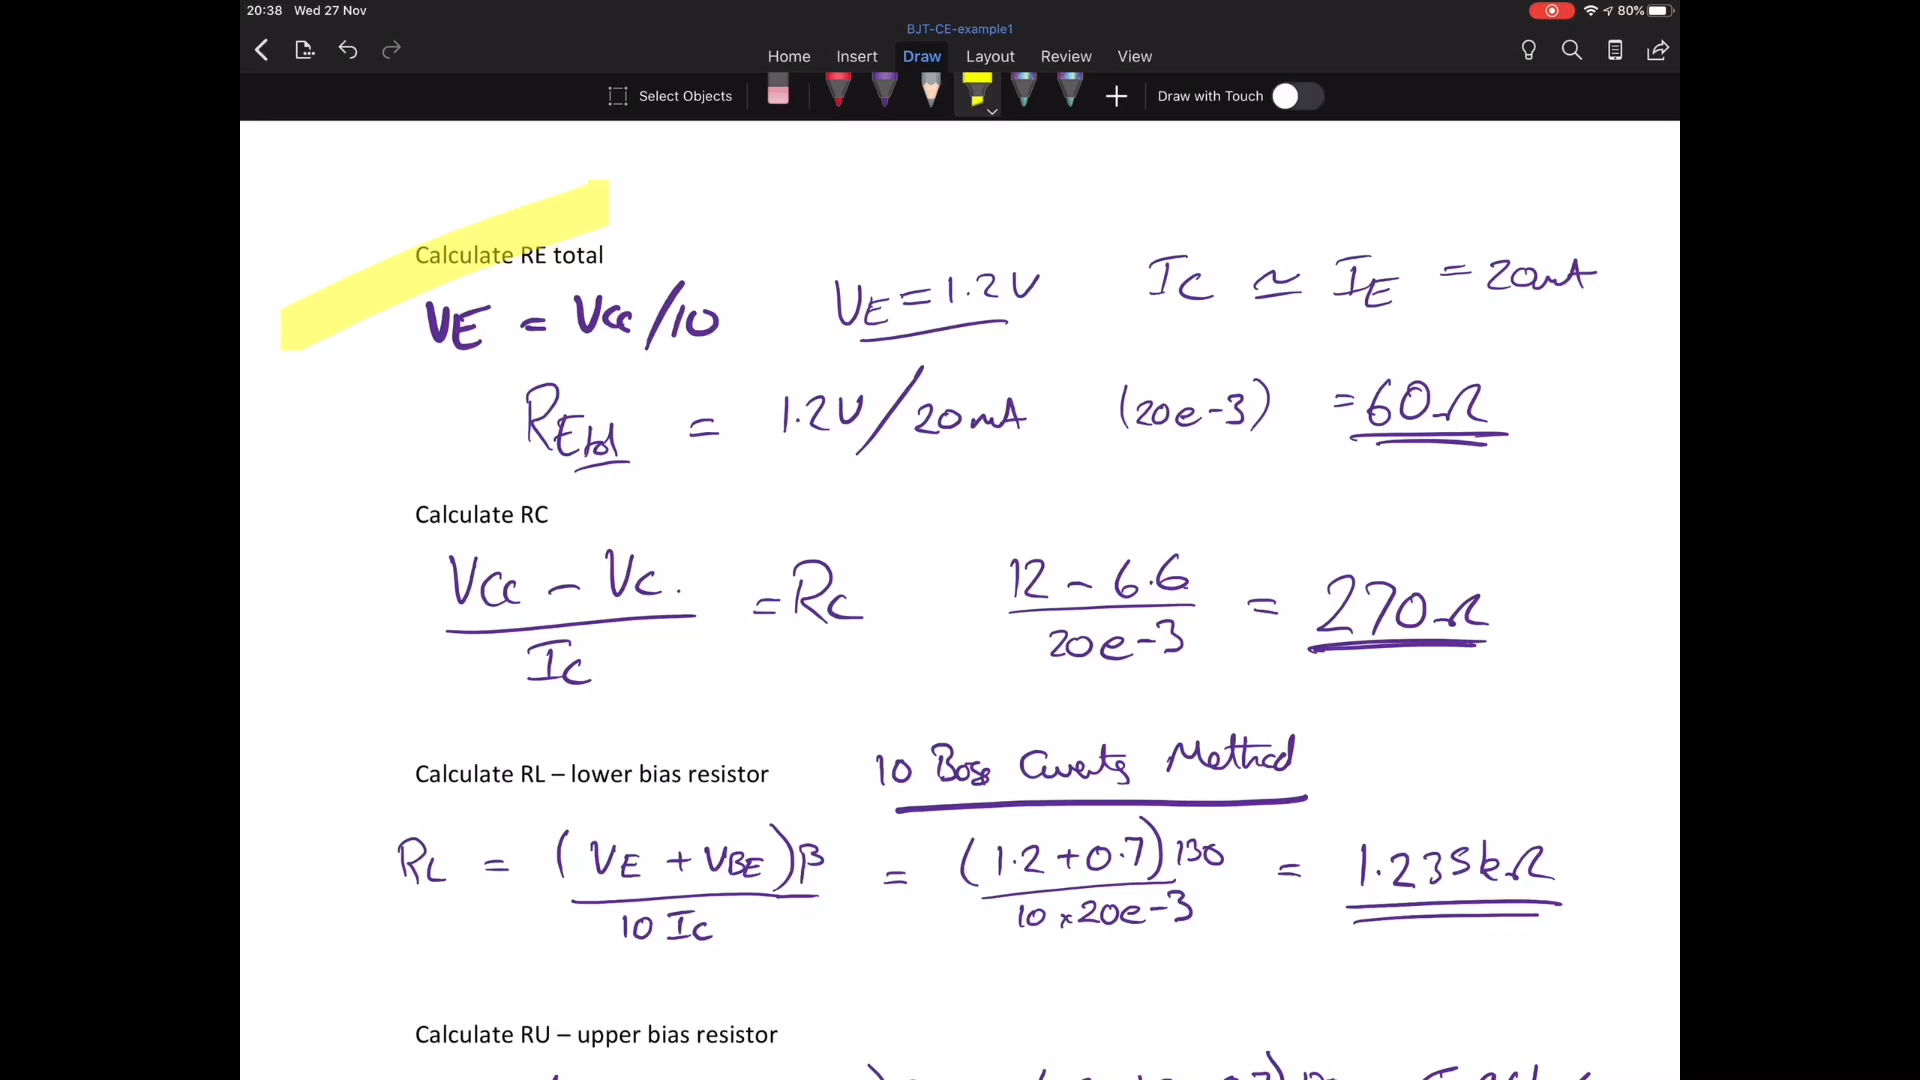 20:38 Wed 27 Nov 80%
BJT-CE-example1
Home Insert Draw Layout Review View
Select Objects Draw with Touch
Calculate RE total
VE = Vcc/10 VE = 1.2V IC ≃ IE = 20mA
REtot = 1.2V/20mA (20e-3) = 60Ω
Calculate RC
Vcc - Vc. / Ic = Rc 12 - 6.6 / 20e-3 = 270Ω
Calculate RL – lower bias resistor 10 Base Currents Method
RL = (VE + VBE)β / 10 Ic = (1.2+0.7)130 / 10 x 20e-3 = 1.235kΩ
Calculate RU – upper bias resistor